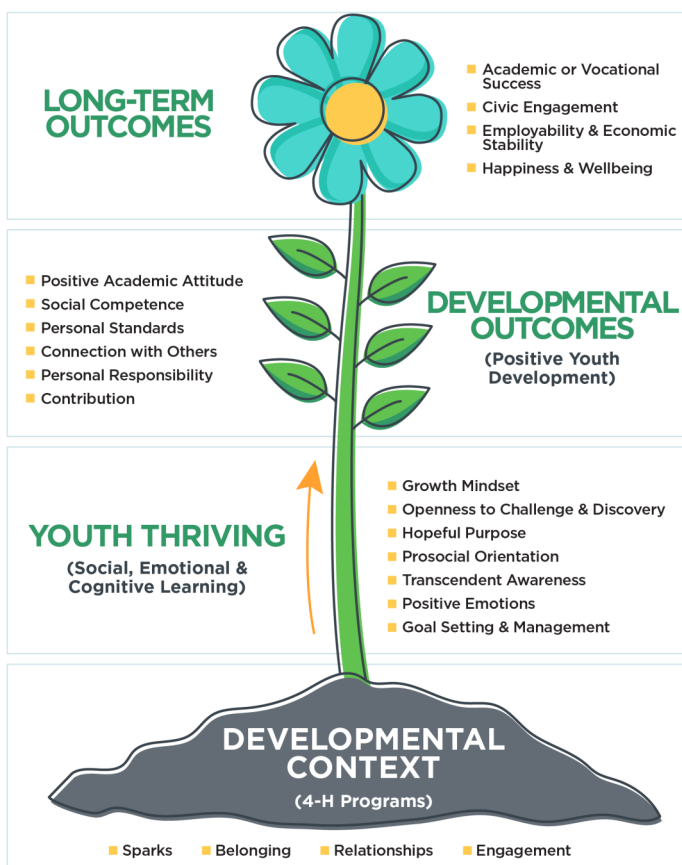 LONG-TERM
OUTCOMES
Academic or Vocational
Success
Civic Engagement
Employability & Economic
Stability
Happiness & Wellbeing
Positive Academic Attitude
Social Competence
Personal Standards
Connection with Others
Personal Responsibility
Contribution
DEVELOPMENTAL
OUTCOMES
(Positive Youth
Development)
YOUTH THRIVING
(Social, Emotional &
Cognitive Learning)
Growth Mindset
Openness to Challenge & Discovery
Hopeful Purpose
Prosocial Orientation
Transcendent Awareness
Positive Emotions
Goal Setting & Management
DEVELOPMENTAL
CONTEXT
(4-H Programs)
Sparks Belonging Relationships Engagement